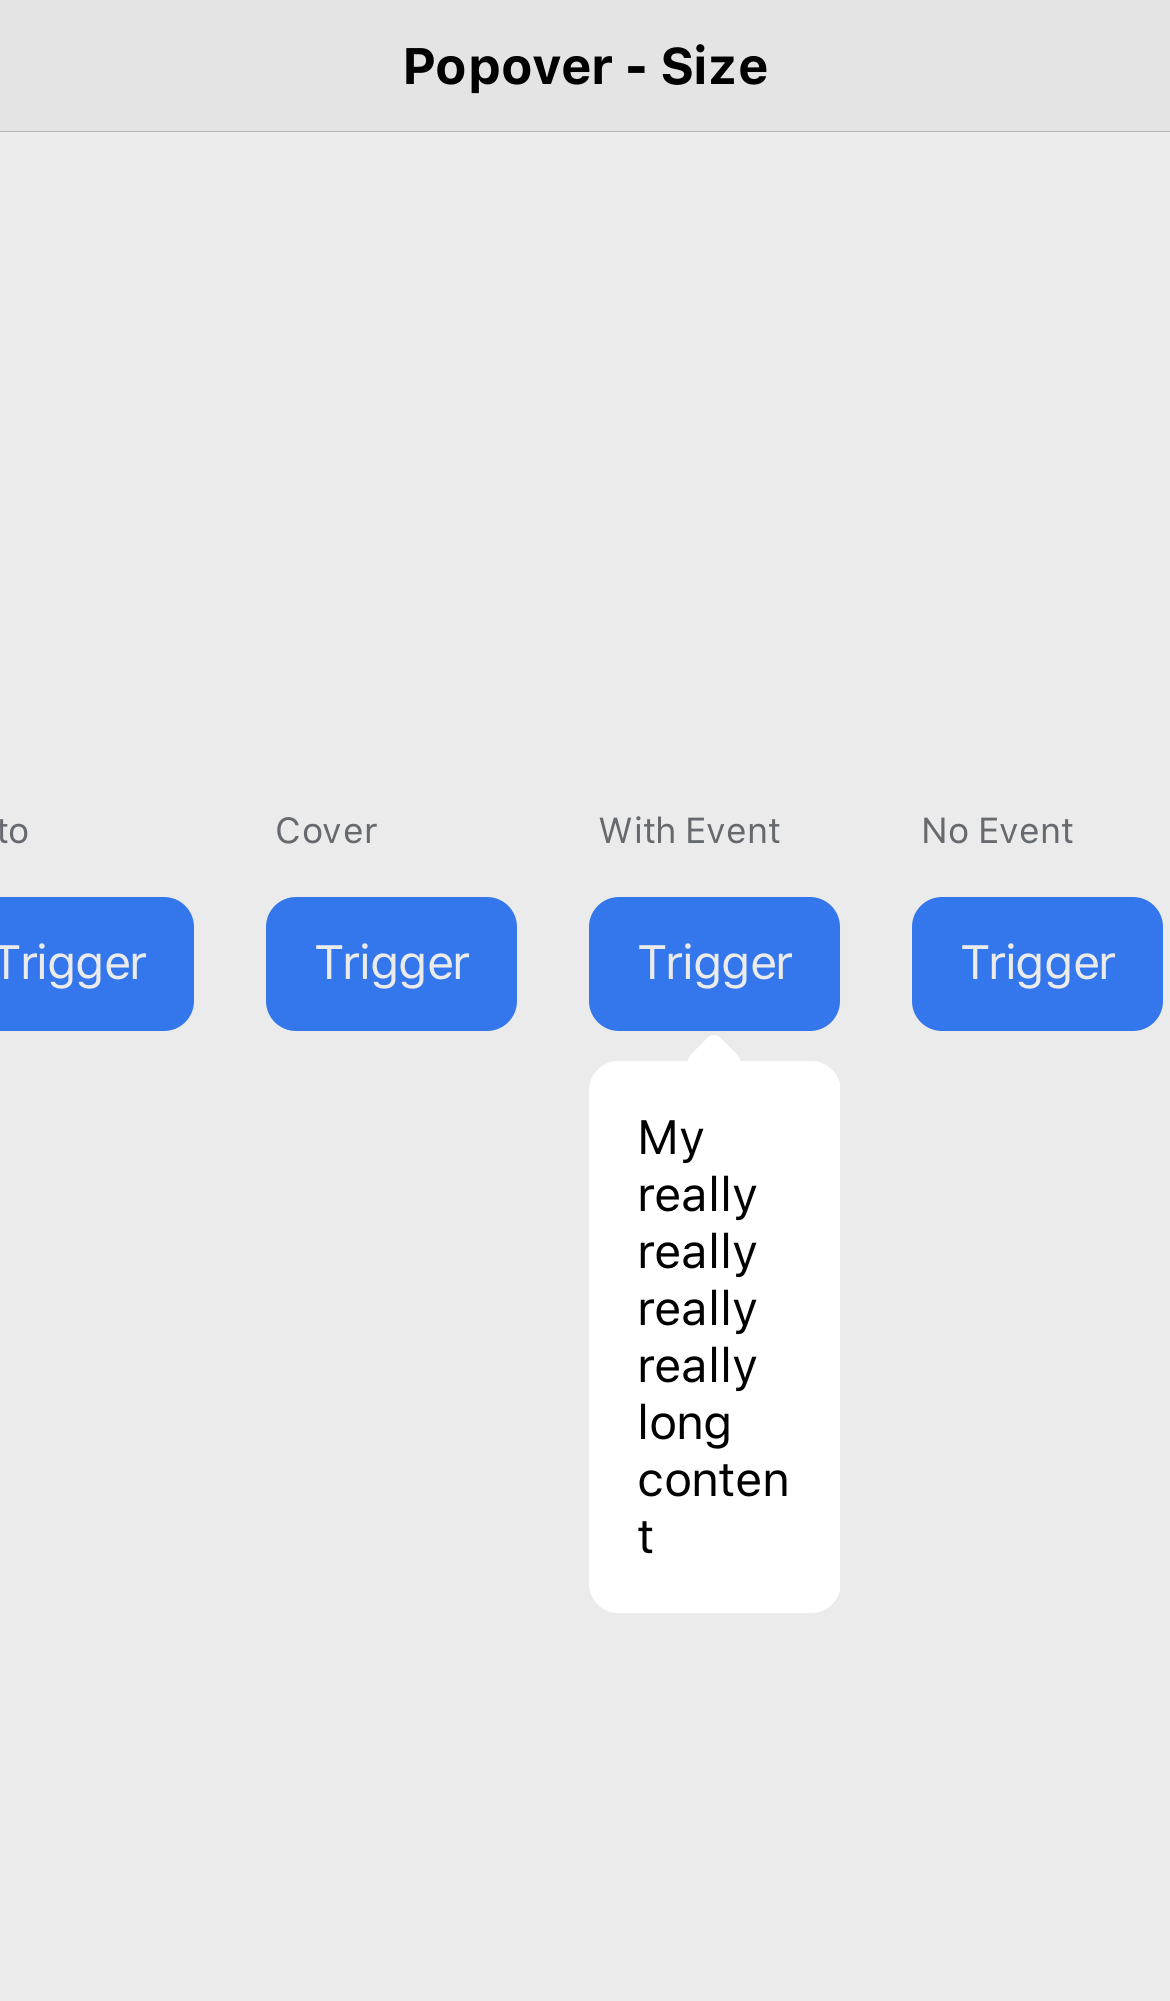 Popover - Size
to
Cover
With Event
No Event
Trigger
Trigger
Trigger
Trigger
My
really
really
really
really
long
conten
t